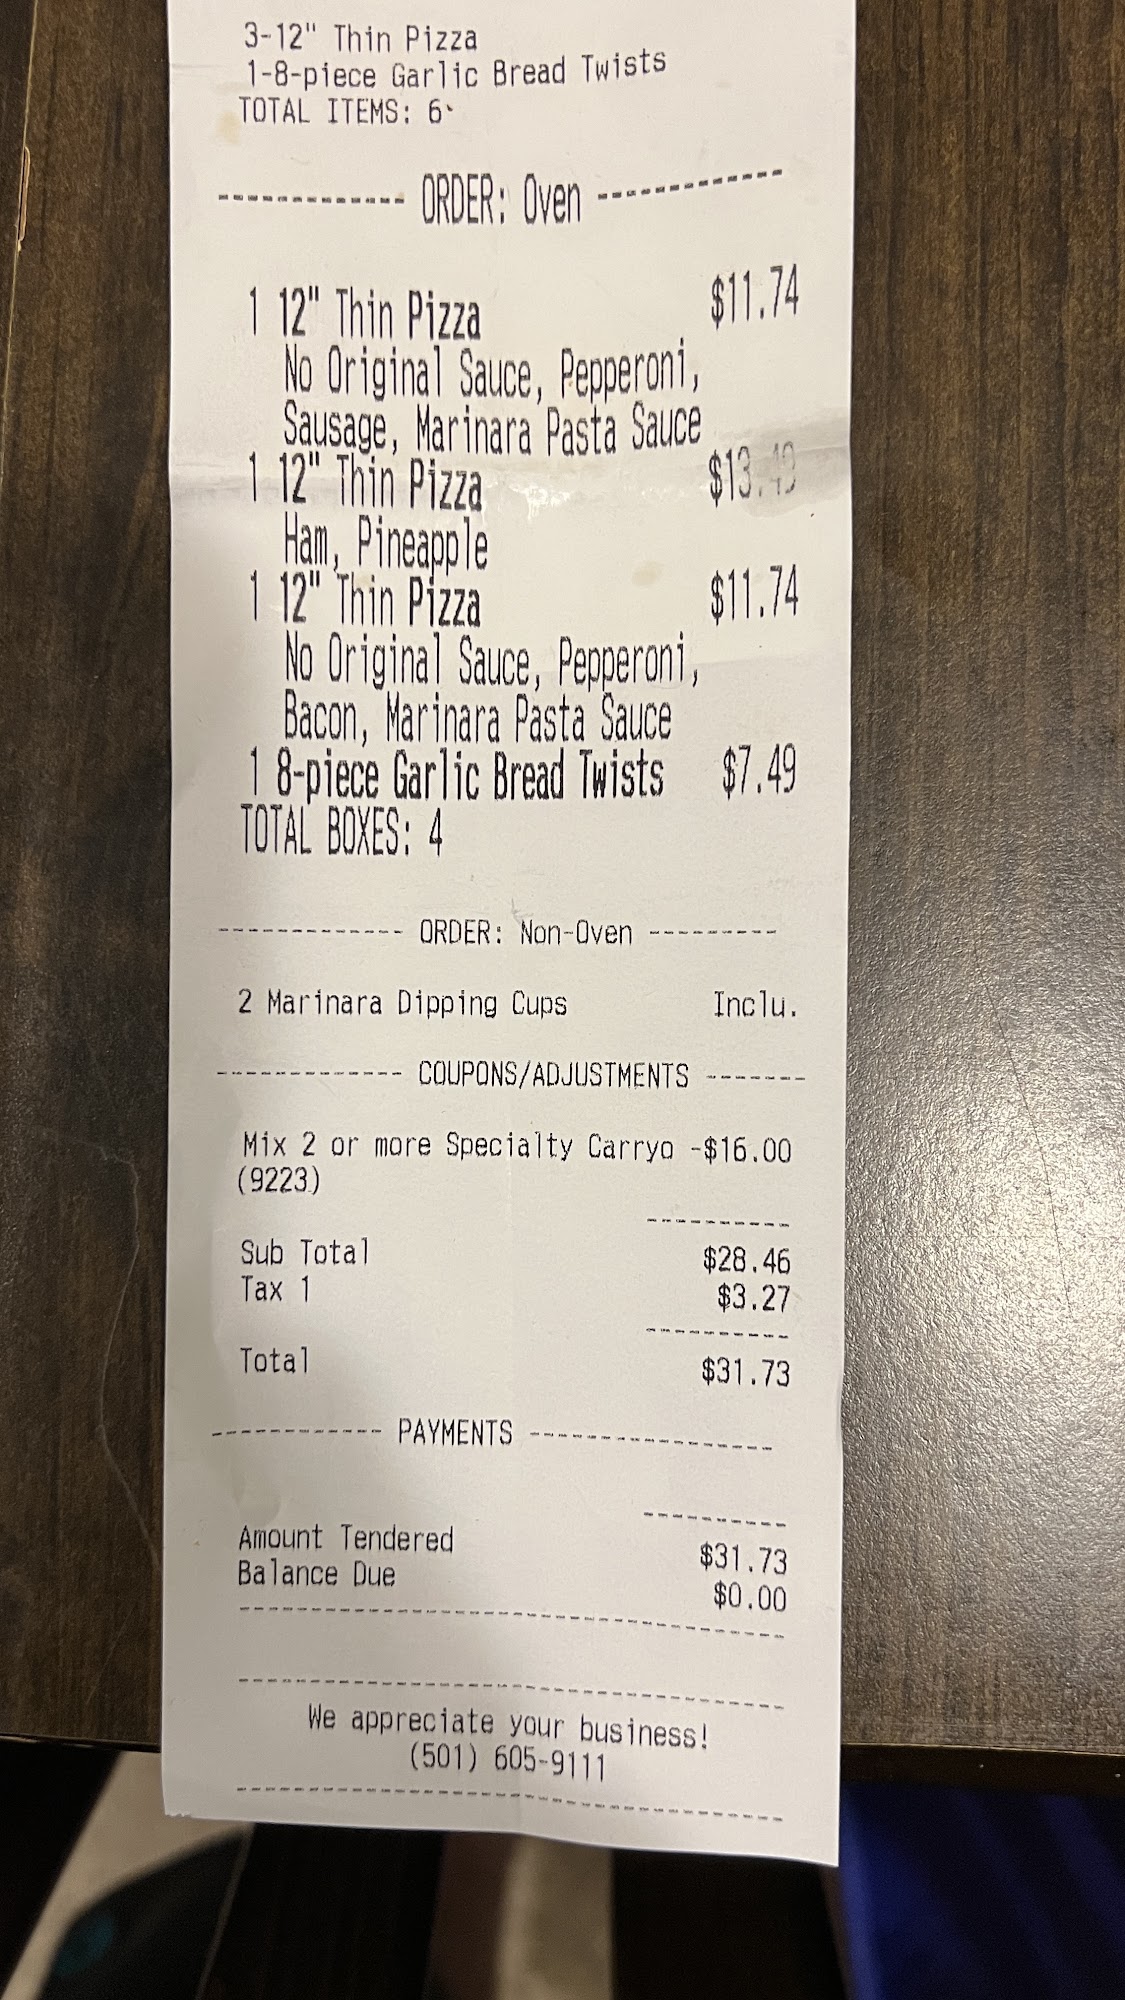 3-12" Thin Pizza
1-8-piece Garlic Bread Twists
TOTAL ITEMS: 6
------------- ORDER: Oven -------------
1 12" Thin Pizza $11.74
No Original Sauce, Pepperoni,
Sausage, Marinara Pasta Sauce
1 12" Thin Pizza $13.49
Ham, Pineapple
1 12" Thin Pizza $11.74
No Original Sauce, Pepperoni,
Bacon, Marinara Pasta Sauce
1 8-piece Garlic Bread Twists $7.49
TOTAL BOXES: 4
------------- ORDER: Non-Oven ---------
2 Marinara Dipping Cups Inclu.
------------- COUPONS/ADJUSTMENTS -------
Mix 2 or more Specialty Carryo -$16.00
(9223)
----------
Sub Total $28.46
Tax 1 $3.27
----------
Total $31.73
------------ PAYMENTS -----------------
----------
Amount Tendered $31.73
Balance Due $0.00
--------------------------------------
--------------------------------------
We appreciate your business!
(501) 605-9111
--------------------------------------